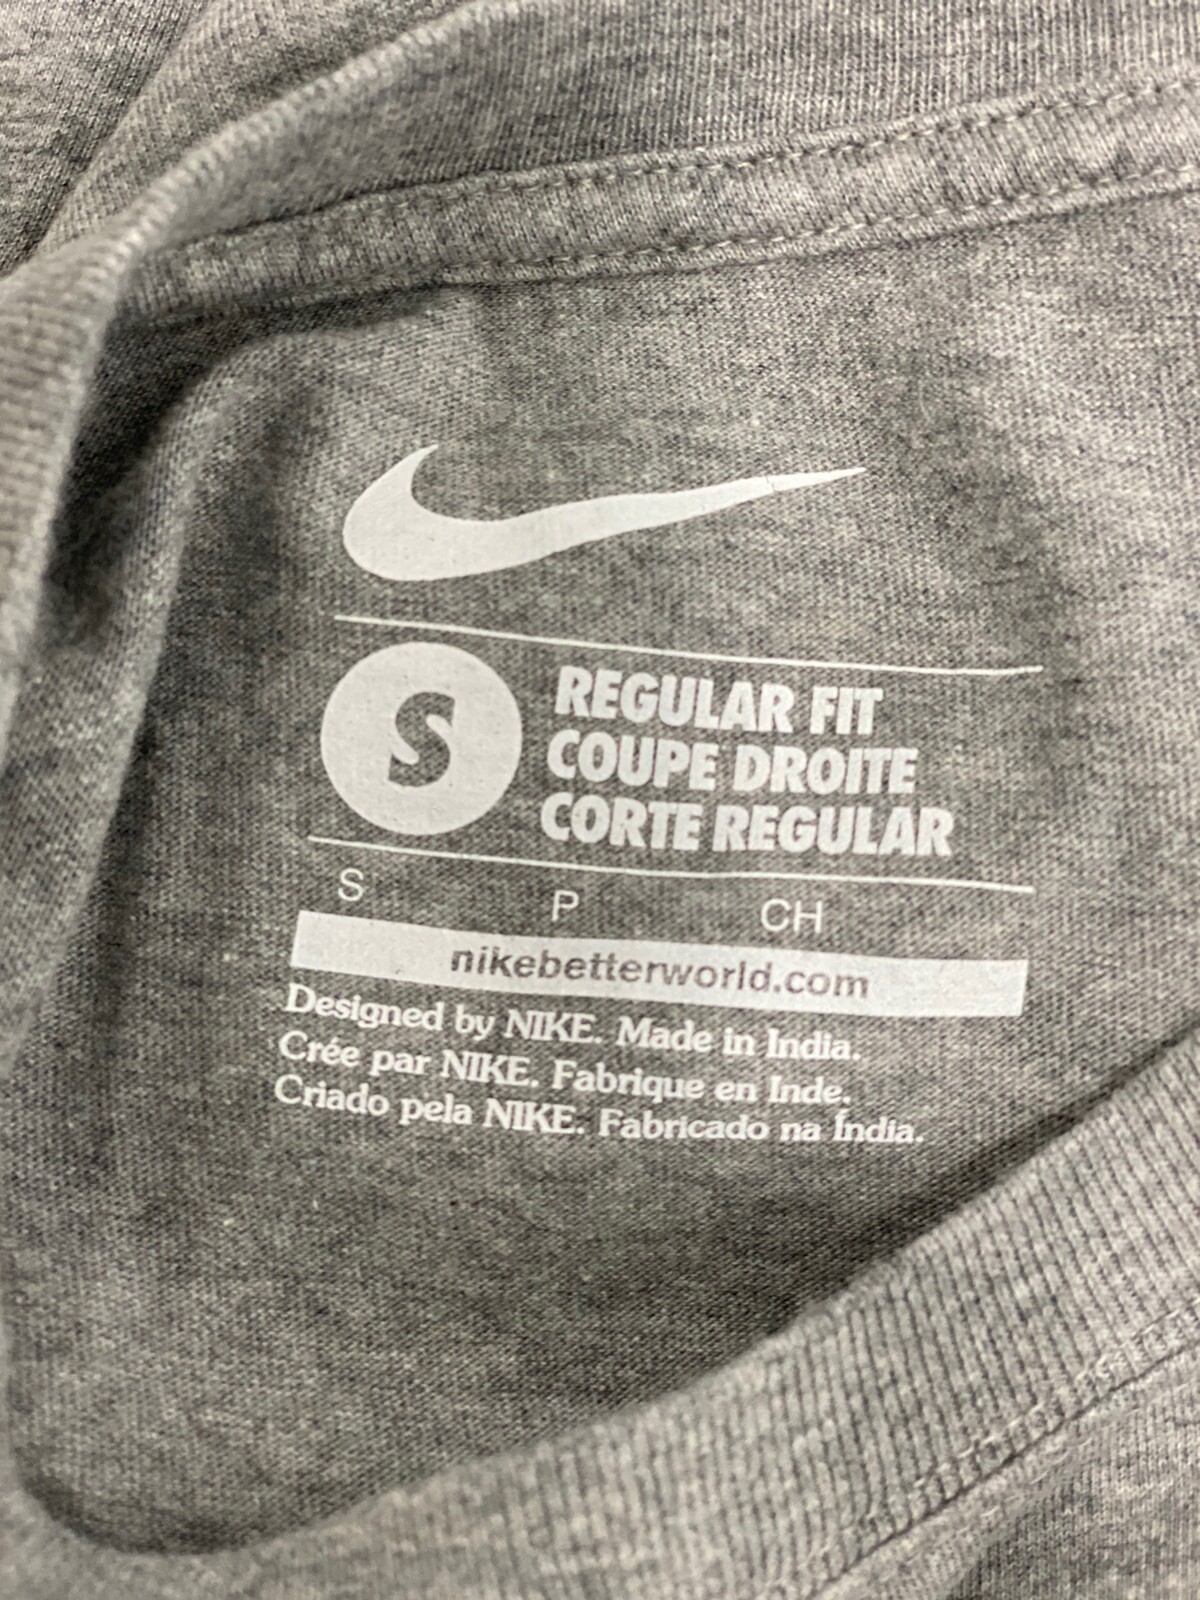 S
REGULAR FIT
COUPE DROITE
CORTE REGULAR
S P CH
nikebetterworld.com
Designed by NIKE. Made in India.
Crée par NIKE. Fabrique en Inde.
Criado pela NIKE. Fabricado na Índia.